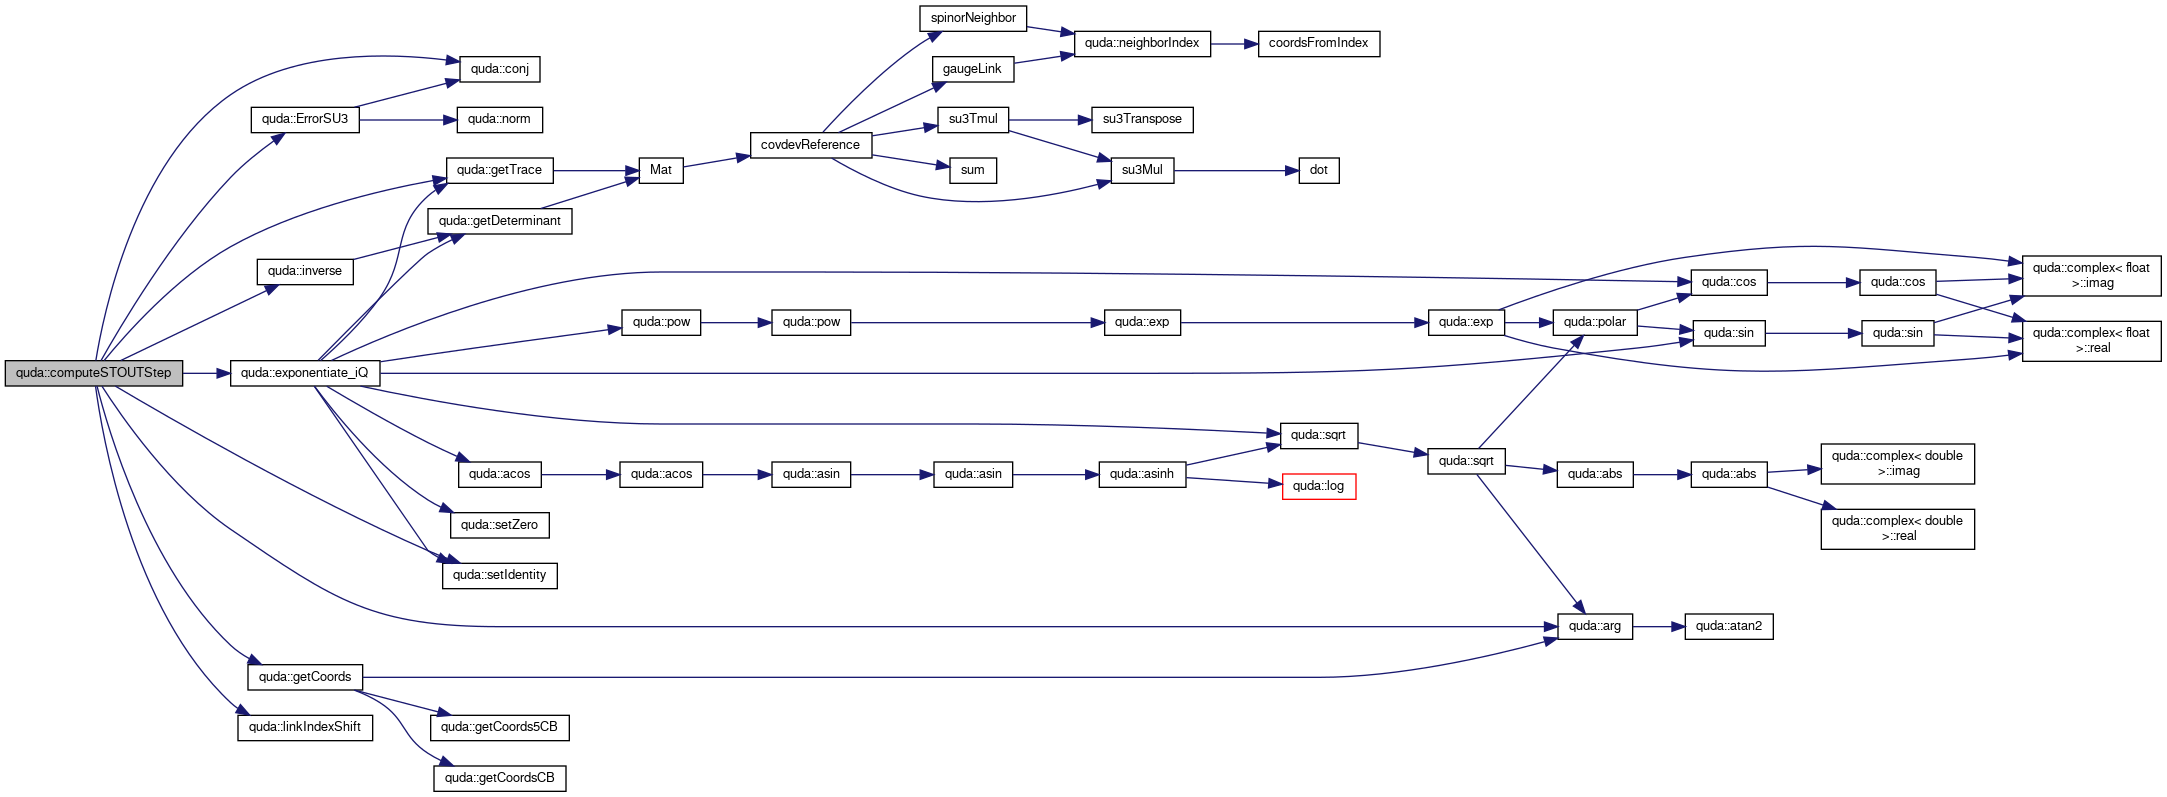 spinorNeighbor
quda::neighborIndex
coordsFromIndex
quda::conj
gaugeLink
quda::ErrorSU3
quda::norm
su3Tmul
su3Transpose
covdevReference
quda::getTrace
Mat
sum
su3Mul
dot
quda::getDeterminant
quda::inverse
quda::cos
quda::cos
quda::complex< float
>::imag
quda::pow
quda::pow
quda::exp
quda::exp
quda::polar
quda::sin
quda::sin
quda::complex< float
>::real
quda::computeSTOUTStep
quda::exponentiate_iQ
quda::sqrt
quda::sqrt
quda::acos
quda::acos
quda::asin
quda::asin
quda::asinh
quda::log
quda::abs
quda::abs
quda::complex< double
>::imag
quda::complex< double
>::real
quda::setZero
quda::setIdentity
quda::arg
quda::atan2
quda::getCoords
quda::linkIndexShift
quda::getCoords5CB
quda::getCoordsCB